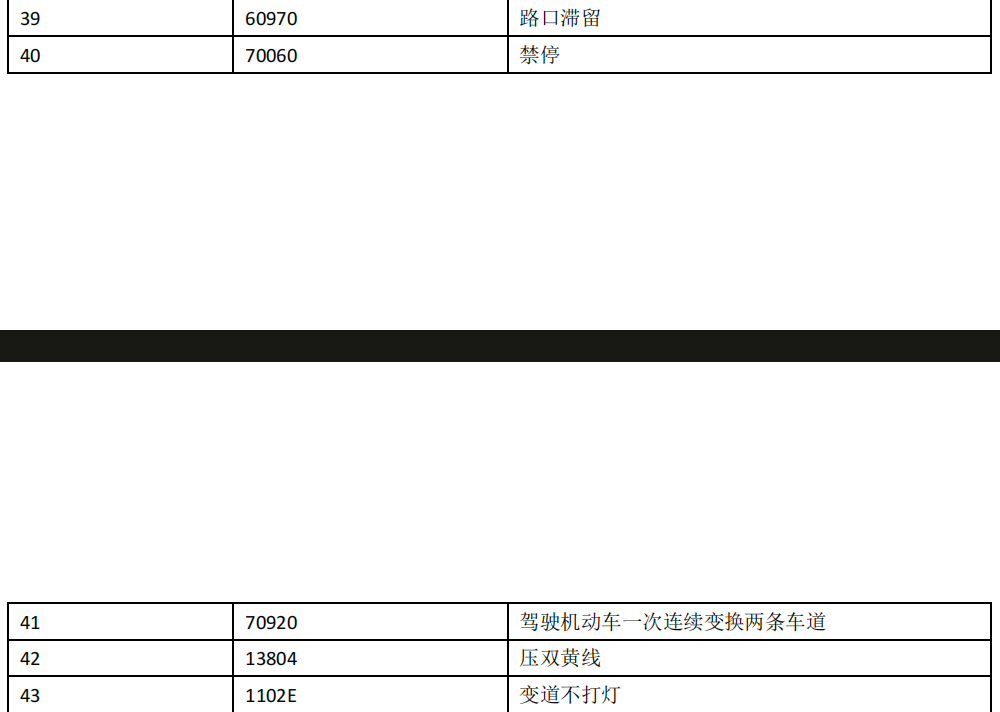 39 60970 路口滞留
40 70060 禁停
41 70920 驾驶机动车一次连续变换两条车道
42 13804 压双黄线
43 1102E 变道不打灯